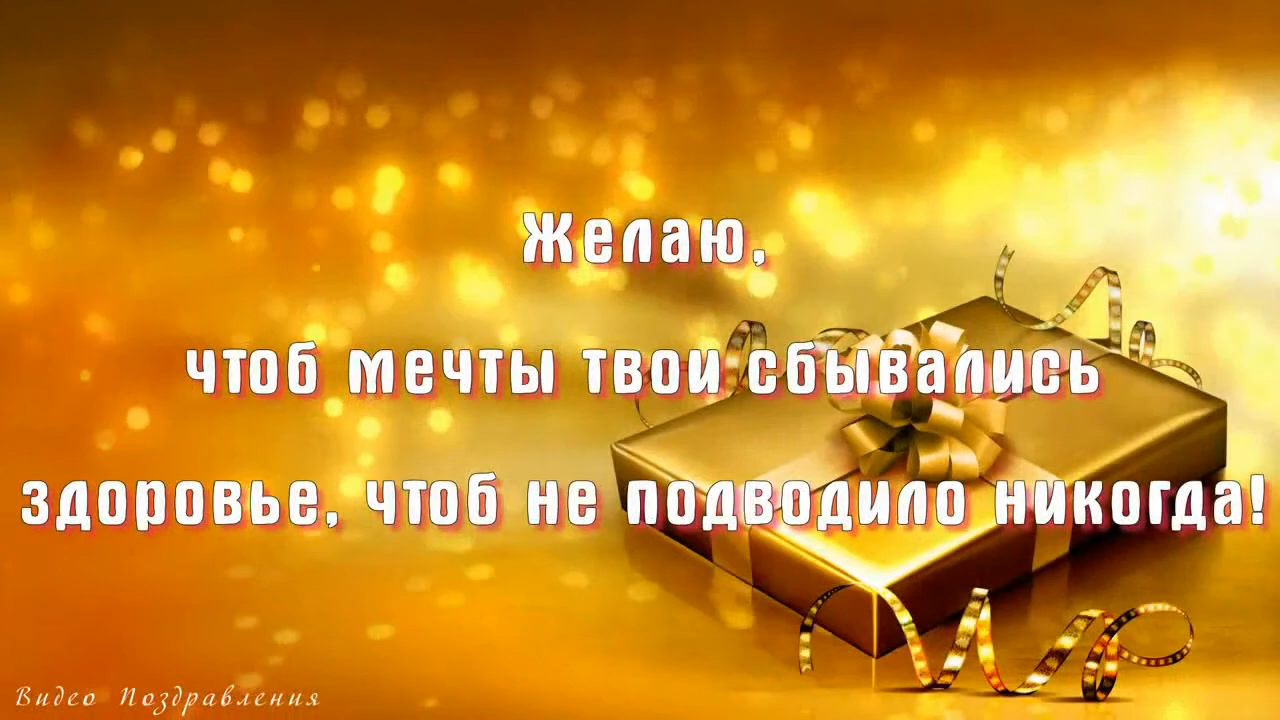 Желаю,
чтоб мечты твои сбывались
здоровье, чтоб не подводило никогда!
Видео Поздравления